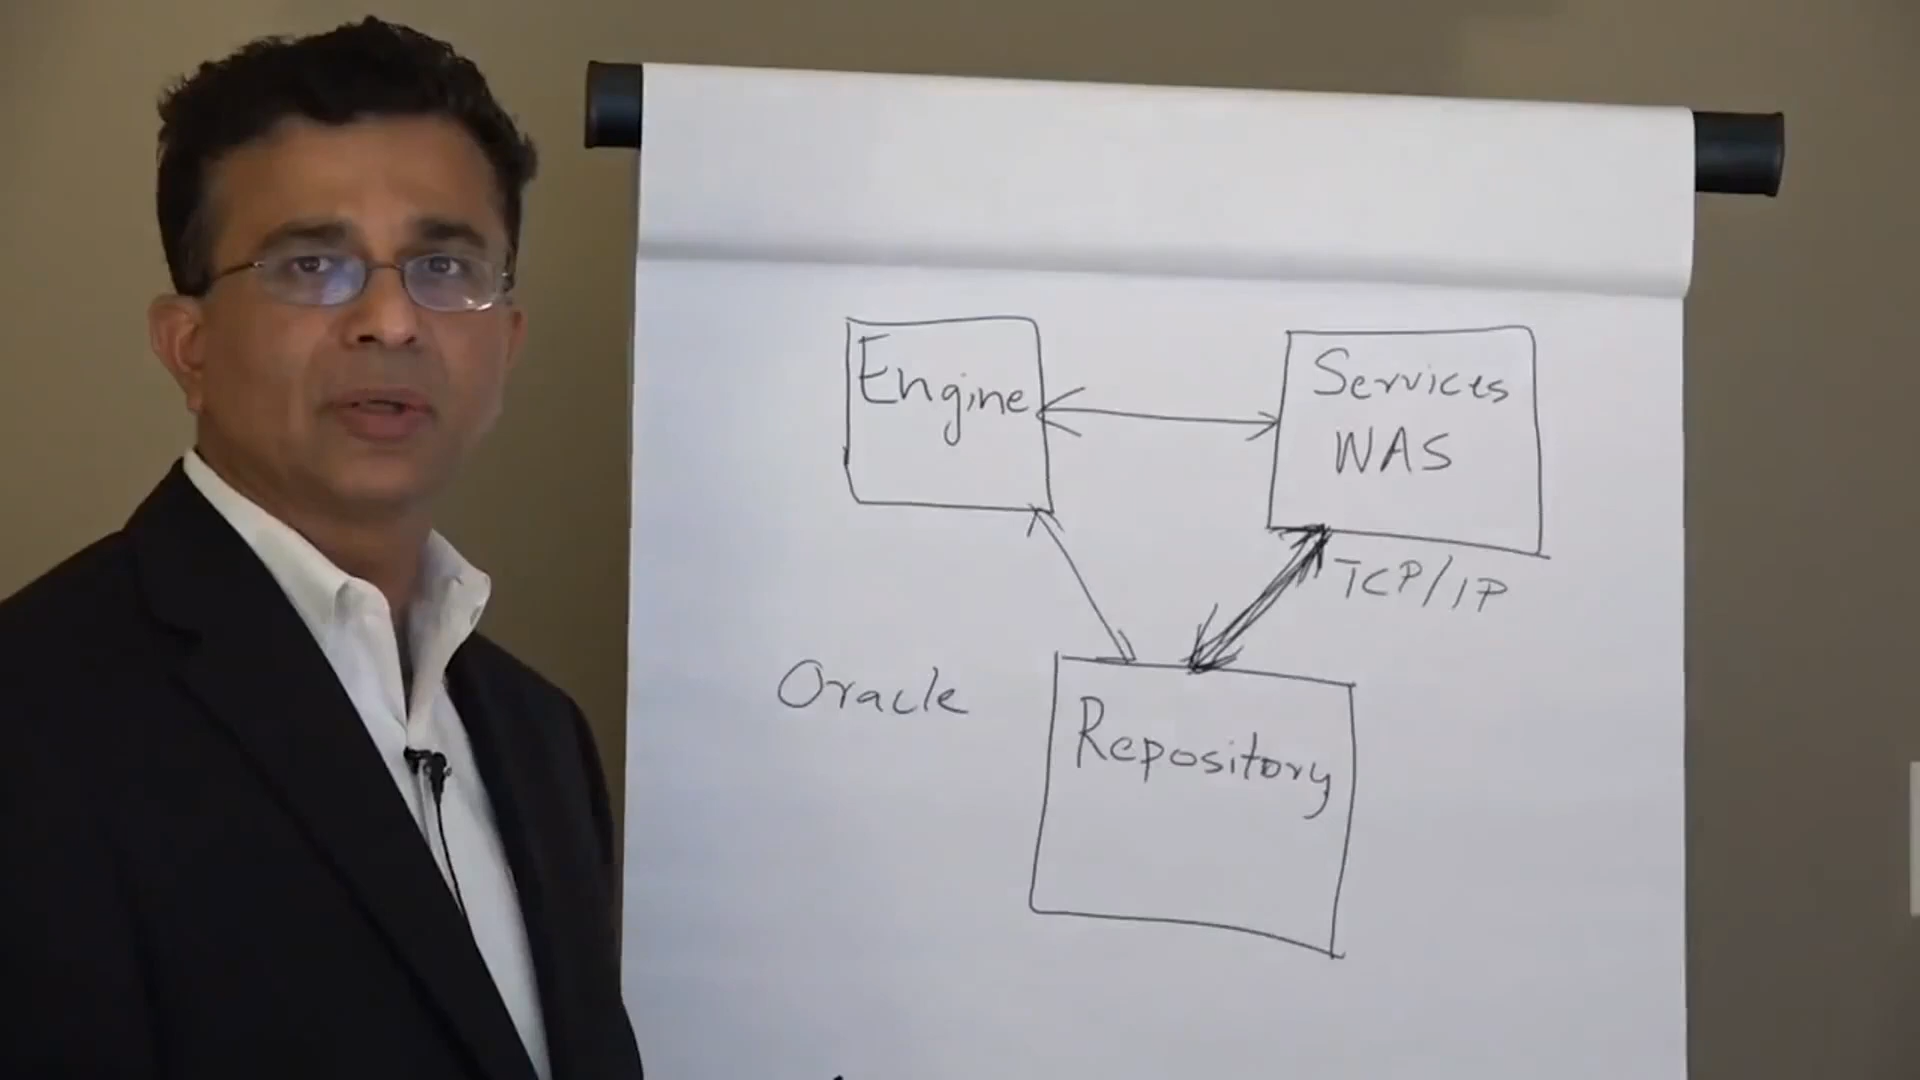 Engine
Services
WAS
TCP/IP
Oracle
Repository